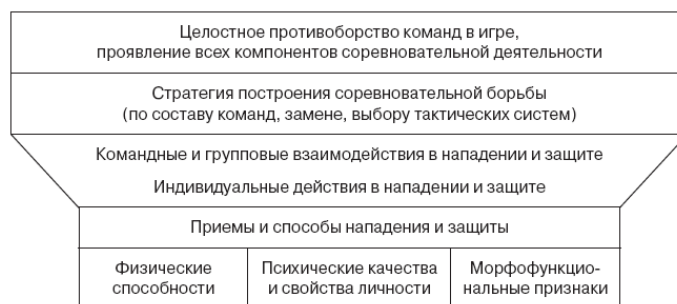 Целостное противоборство команд в игре,
проявление всех компонентов соревновательной деятельности
Стратегия построения соревновательной борьбы
(по составу команд, замене, выбору тактических систем)
Командные и групповые взаимодействия в нападении и защите
Индивидуальные действия в нападении и защите
Приемы и способы нападения и защиты
Физические
способности
Психические качества
и свойства личности
Морфофункцио-
нальные признаки